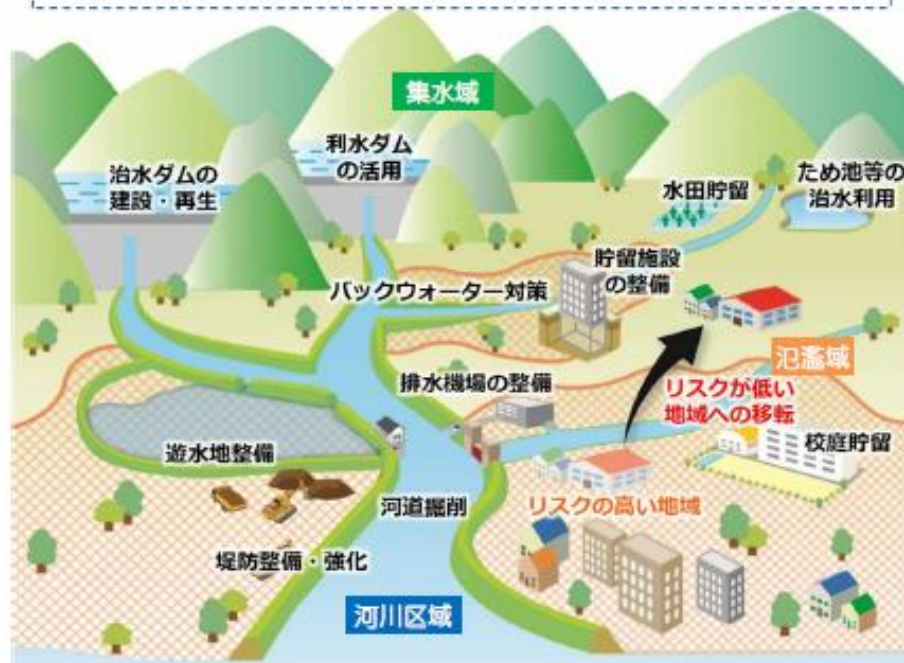 集水域
治水ダムの
建設・再生
利水ダム
の活用
水田貯留
ため池等の
治水利用
貯留施設
の整備
バックウォーター対策
氾濫域
排水機場の整備
リスクが低い
地域への移転
校庭貯留
遊水地整備
リスクの高い地域
河道掘削
堤防整備・強化
河川区域